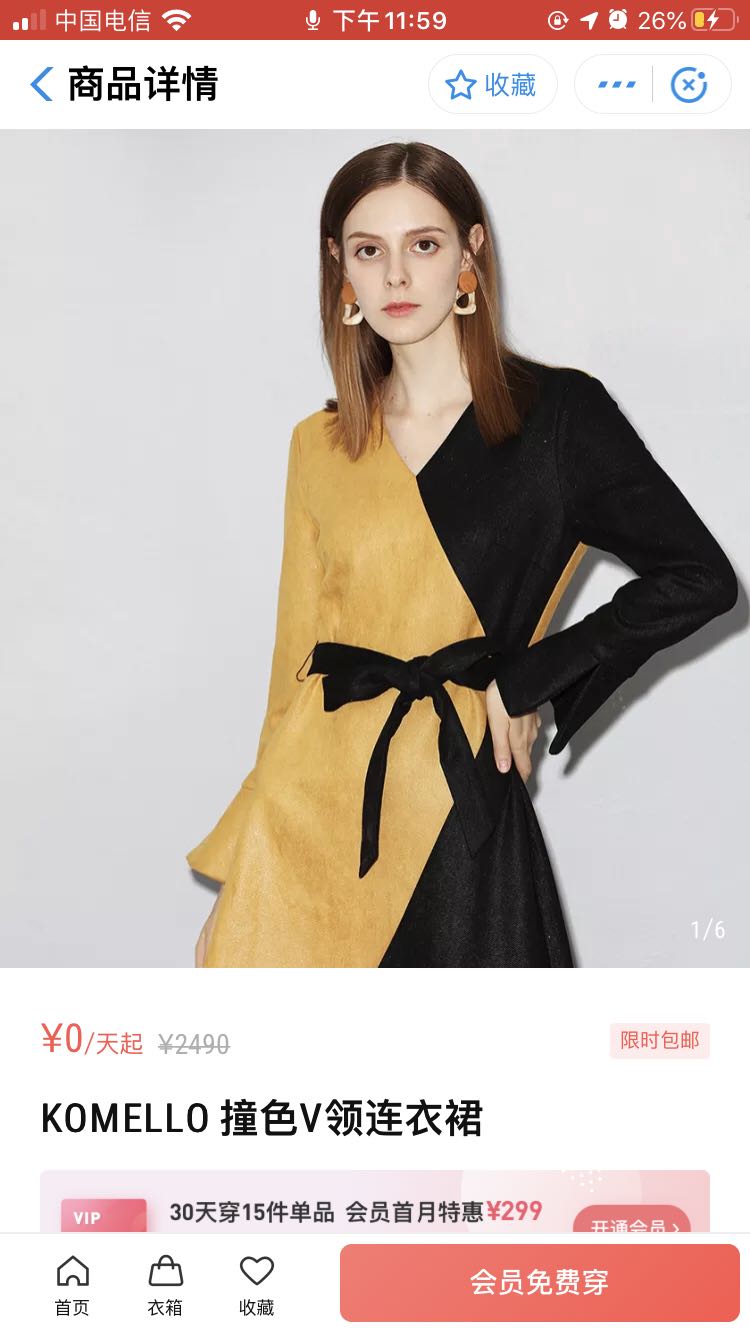 中国电信 下午11:59 26%
商品详情 收藏
1/6
¥0/天起 ¥2490 限时包邮
KOMELLO 撞色V领连衣裙
VIP 30天穿15件单品 会员首月特惠¥299 开通会员
首页 衣箱 收藏 会员免费穿